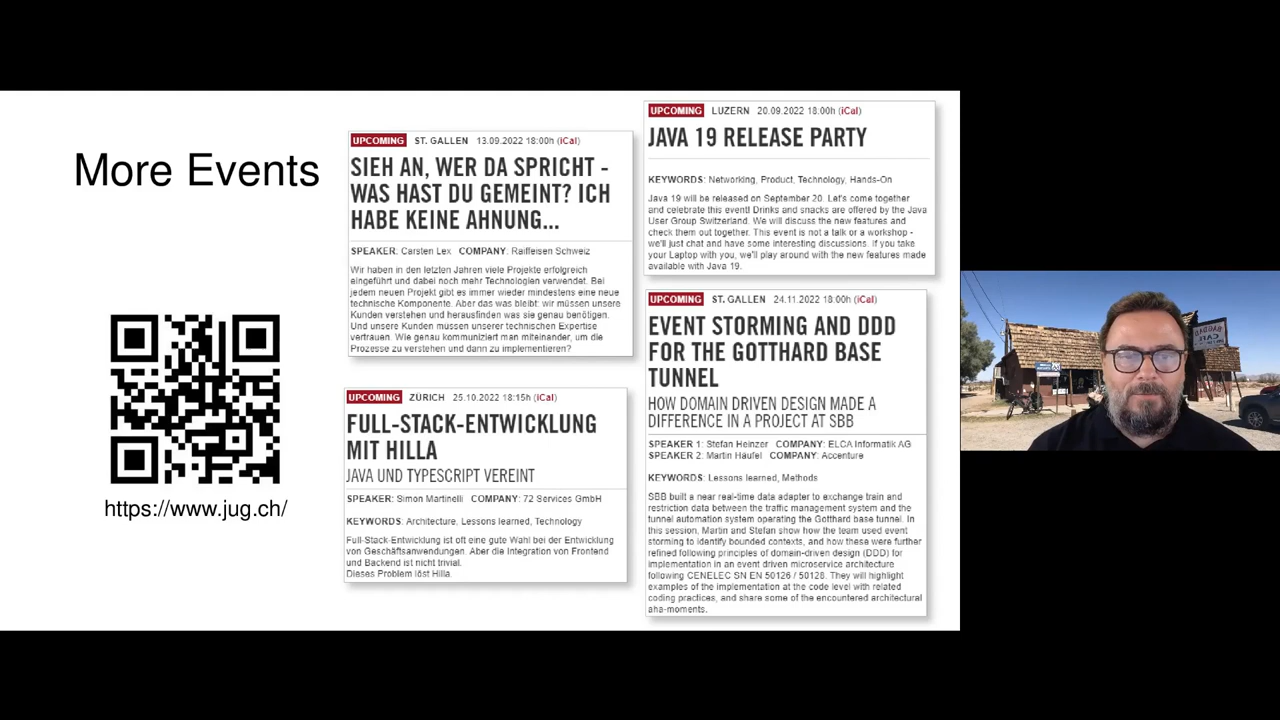 More Events
https://www.jug.ch/
UPCOMING ST. GALLEN 13.09.2022 18:00h (iCal)
SIEH AN, WER DA SPRICHT -
WAS HAST DU GEMEINT? ICH
HABE KEINE AHNUNG...
SPEAKER: Carsten Lex COMPANY: Raiffeisen Schweiz
Wir haben in den letzten Jahren viele Projekte erfolgreich
eingeführt und dabei noch mehr Technologien verwendet. Bei
jedem neuen Projekt gibt es immer wieder mindestens eine neue
technische Komponente. Aber das was bleibt: wir müssen unsere
Kunden verstehen und herausfinden was sie genau benötigen.
Und unsere Kunden müssen unserer technischen Expertise
vertrauen. Wie genau kommuniziert man miteinander, um die
Prozesse zu verstehen und dann zu implementieren?
UPCOMING ZÜRICH 25.10.2022 18:15h (iCal)
FULL-STACK-ENTWICKLUNG
MIT HILLA
JAVA UND TYPESCRIPT VEREINT
SPEAKER: Simon Martinelli COMPANY: 72 Services GmbH
KEYWORDS: Architecture, Lessons learned, Technology
Full-Stack-Entwicklung ist oft eine gute Wahl bei der Entwicklung
von Geschäftsanwendungen. Aber die Integration von Frontend
und Backend ist nicht trivial.
Dieses Problem löst Hilla.
UPCOMING LUZERN 20.09.2022 18:00h (iCal)
JAVA 19 RELEASE PARTY
KEYWORDS: Networking, Product, Technology, Hands-On
Java 19 will be released on September 20. Let's come together
and celebrate this event! Drinks and snacks are offered by the Java
User Group Switzerland. We will discuss the new features and
check them out together. This event is not a talk or a workshop -
we'll just chat and have some interesting discussions. If you take
your Laptop with you, we'll play around with the new features made
available with Java 19.
UPCOMING ST. GALLEN 24.11.2022 18:00h (iCal)
EVENT STORMING AND DDD
FOR THE GOTTHARD BASE
TUNNEL
HOW DOMAIN DRIVEN DESIGN MADE A
DIFFERENCE IN A PROJECT AT SBB
SPEAKER 1: Stefan Heinzer COMPANY: ELCA Informatik AG
SPEAKER 2: Martin Häufel COMPANY: Accenture
KEYWORDS: Lessons learned, Methods
SBB built a near real-time data adapter to exchange train and
restriction data between the traffic management system and the
tunnel automation system operating the Gotthard base tunnel. In
this session, Martin and Stefan show how the team used event
storming to identify bounded contexts, and how these were further
refined following principles of domain-driven design (DDD) for
implementation in an event driven microservice architecture
following CENELEC SN EN 50126 / 50128. They will highlight
examples of the implementation at the code level with related
coding practices, and share some of the encountered architectural
aha-moments.
BAGDAD
CAFE